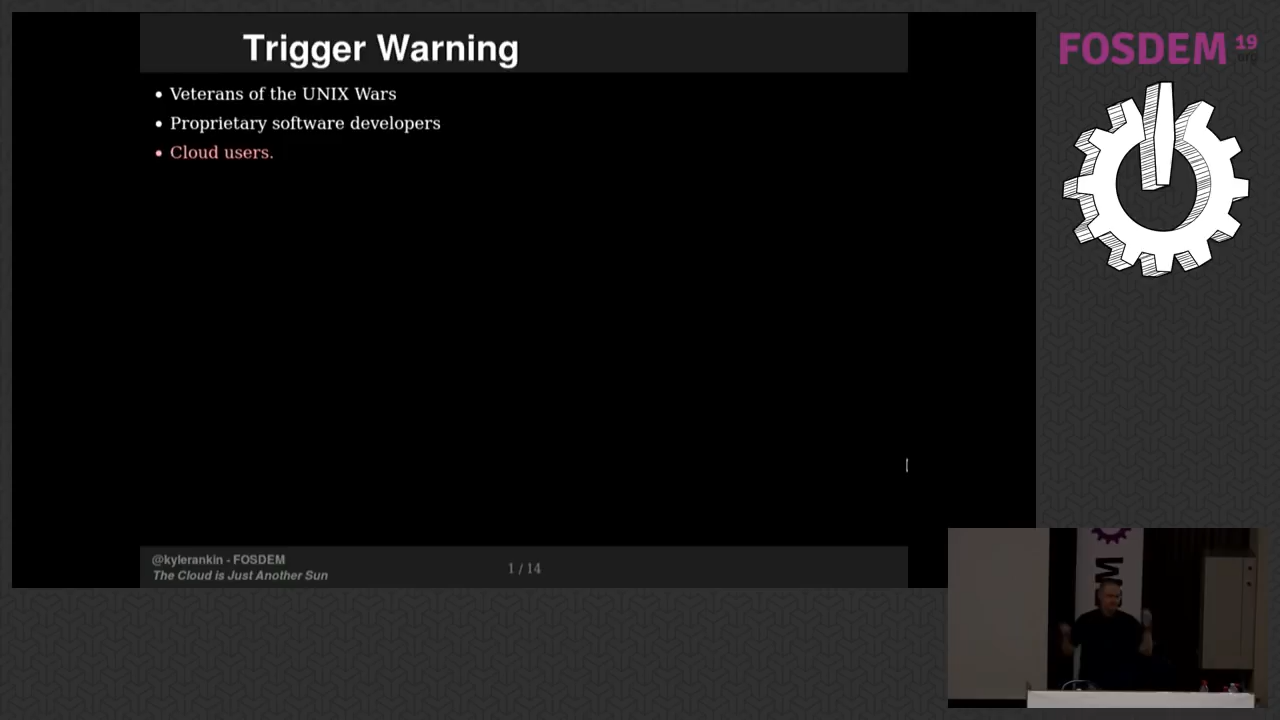 Trigger Warning
• Veterans of the UNIX Wars
• Proprietary software developers
• Cloud users.
@kylerankin - FOSDEM
The Cloud is Just Another Sun
1 / 14
FOSDEM 19
.org